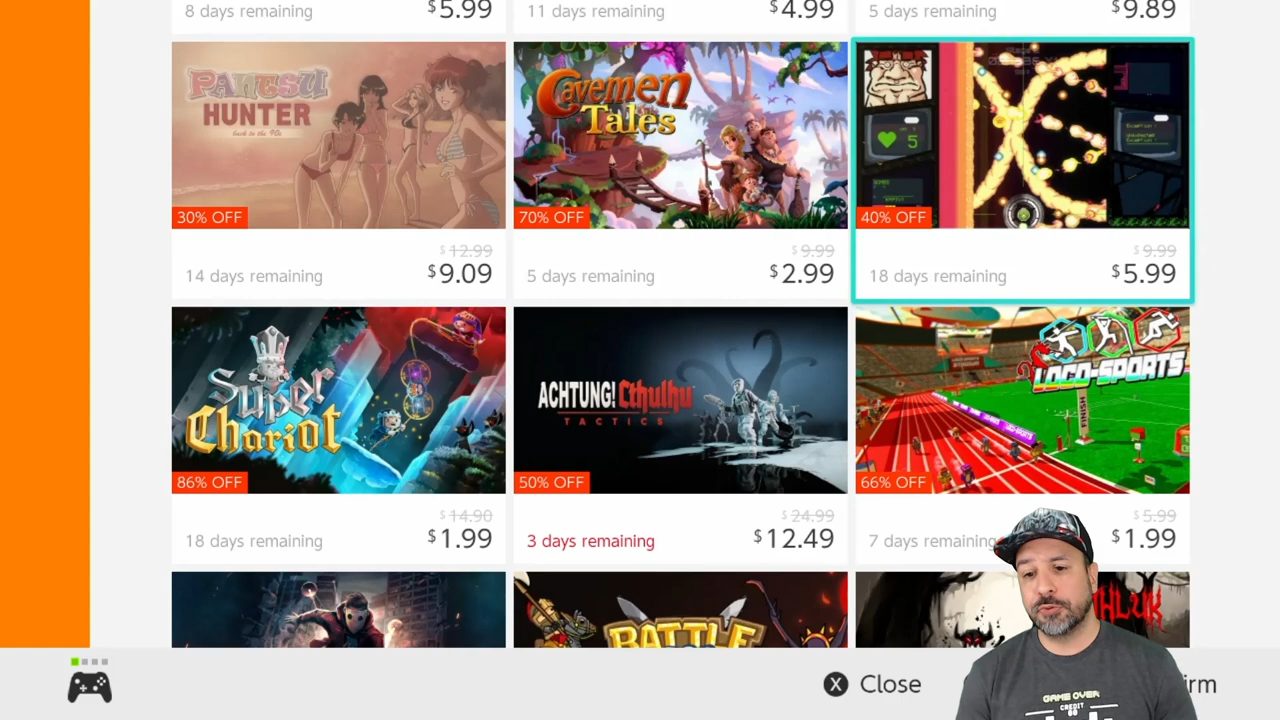 8 days remaining
$5.99
11 days remaining
$4.99
5 days remaining
$9.89
PANTSU
HUNTER
back to the 90s
30% OFF
$12.99
14 days remaining
$9.09
Cavemen
Tales
70% OFF
$9.99
5 days remaining
$2.99
5
40% OFF
$9.99
18 days remaining
$5.99
Super
Chariot
86% OFF
$14.90
18 days remaining
$1.99
ACHTUNG! Cthulhu
TACTICS
50% OFF
$24.99
3 days remaining
$12.49
LOCO-SPORTS
FINISH
66% OFF
$5.99
7 days remaining
$1.99
BATTLE
X Close
irm
GAME OVER
CREDIT
00